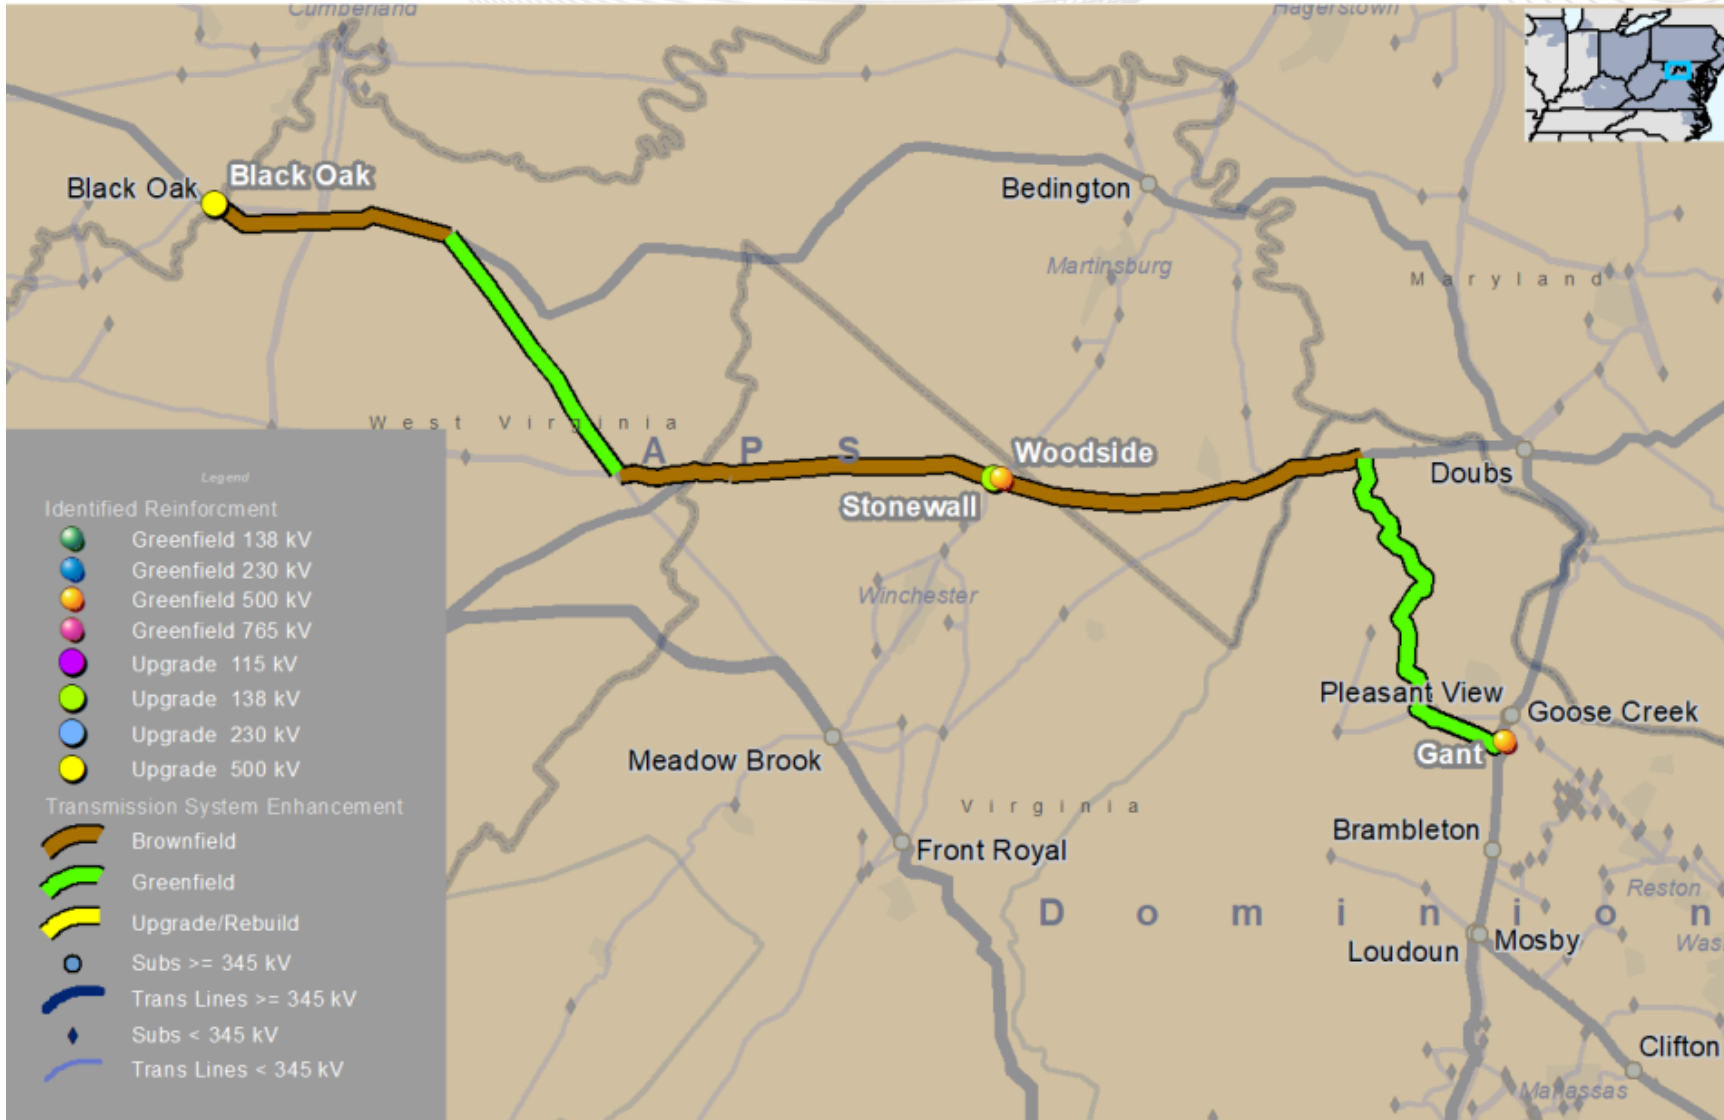 Cumberland
Hagerstown
Black Oak
Black Oak
Bedington
Martinsburg
Maryland
West Virginia
APS
Woodside
Doubs
Stonewall
Winchester
Pleasant View
Goose Creek
Gant
Meadow Brook
Virginia
Brambleton
Front Royal
Reston
Dominion
Loudoun
Mosby
Was
Clifton
Manassas
Legend
Identified Reinforcment
Greenfield 138 kV
Greenfield 230 kV
Greenfield 500 kV
Greenfield 765 kV
Upgrade 115 kV
Upgrade 138 kV
Upgrade 230 kV
Upgrade 500 kV
Transmission System Enhancement
Brownfield
Greenfield
Upgrade/Rebuild
Subs >= 345 kV
Trans Lines >= 345 kV
Subs < 345 kV
Trans Lines < 345 kV